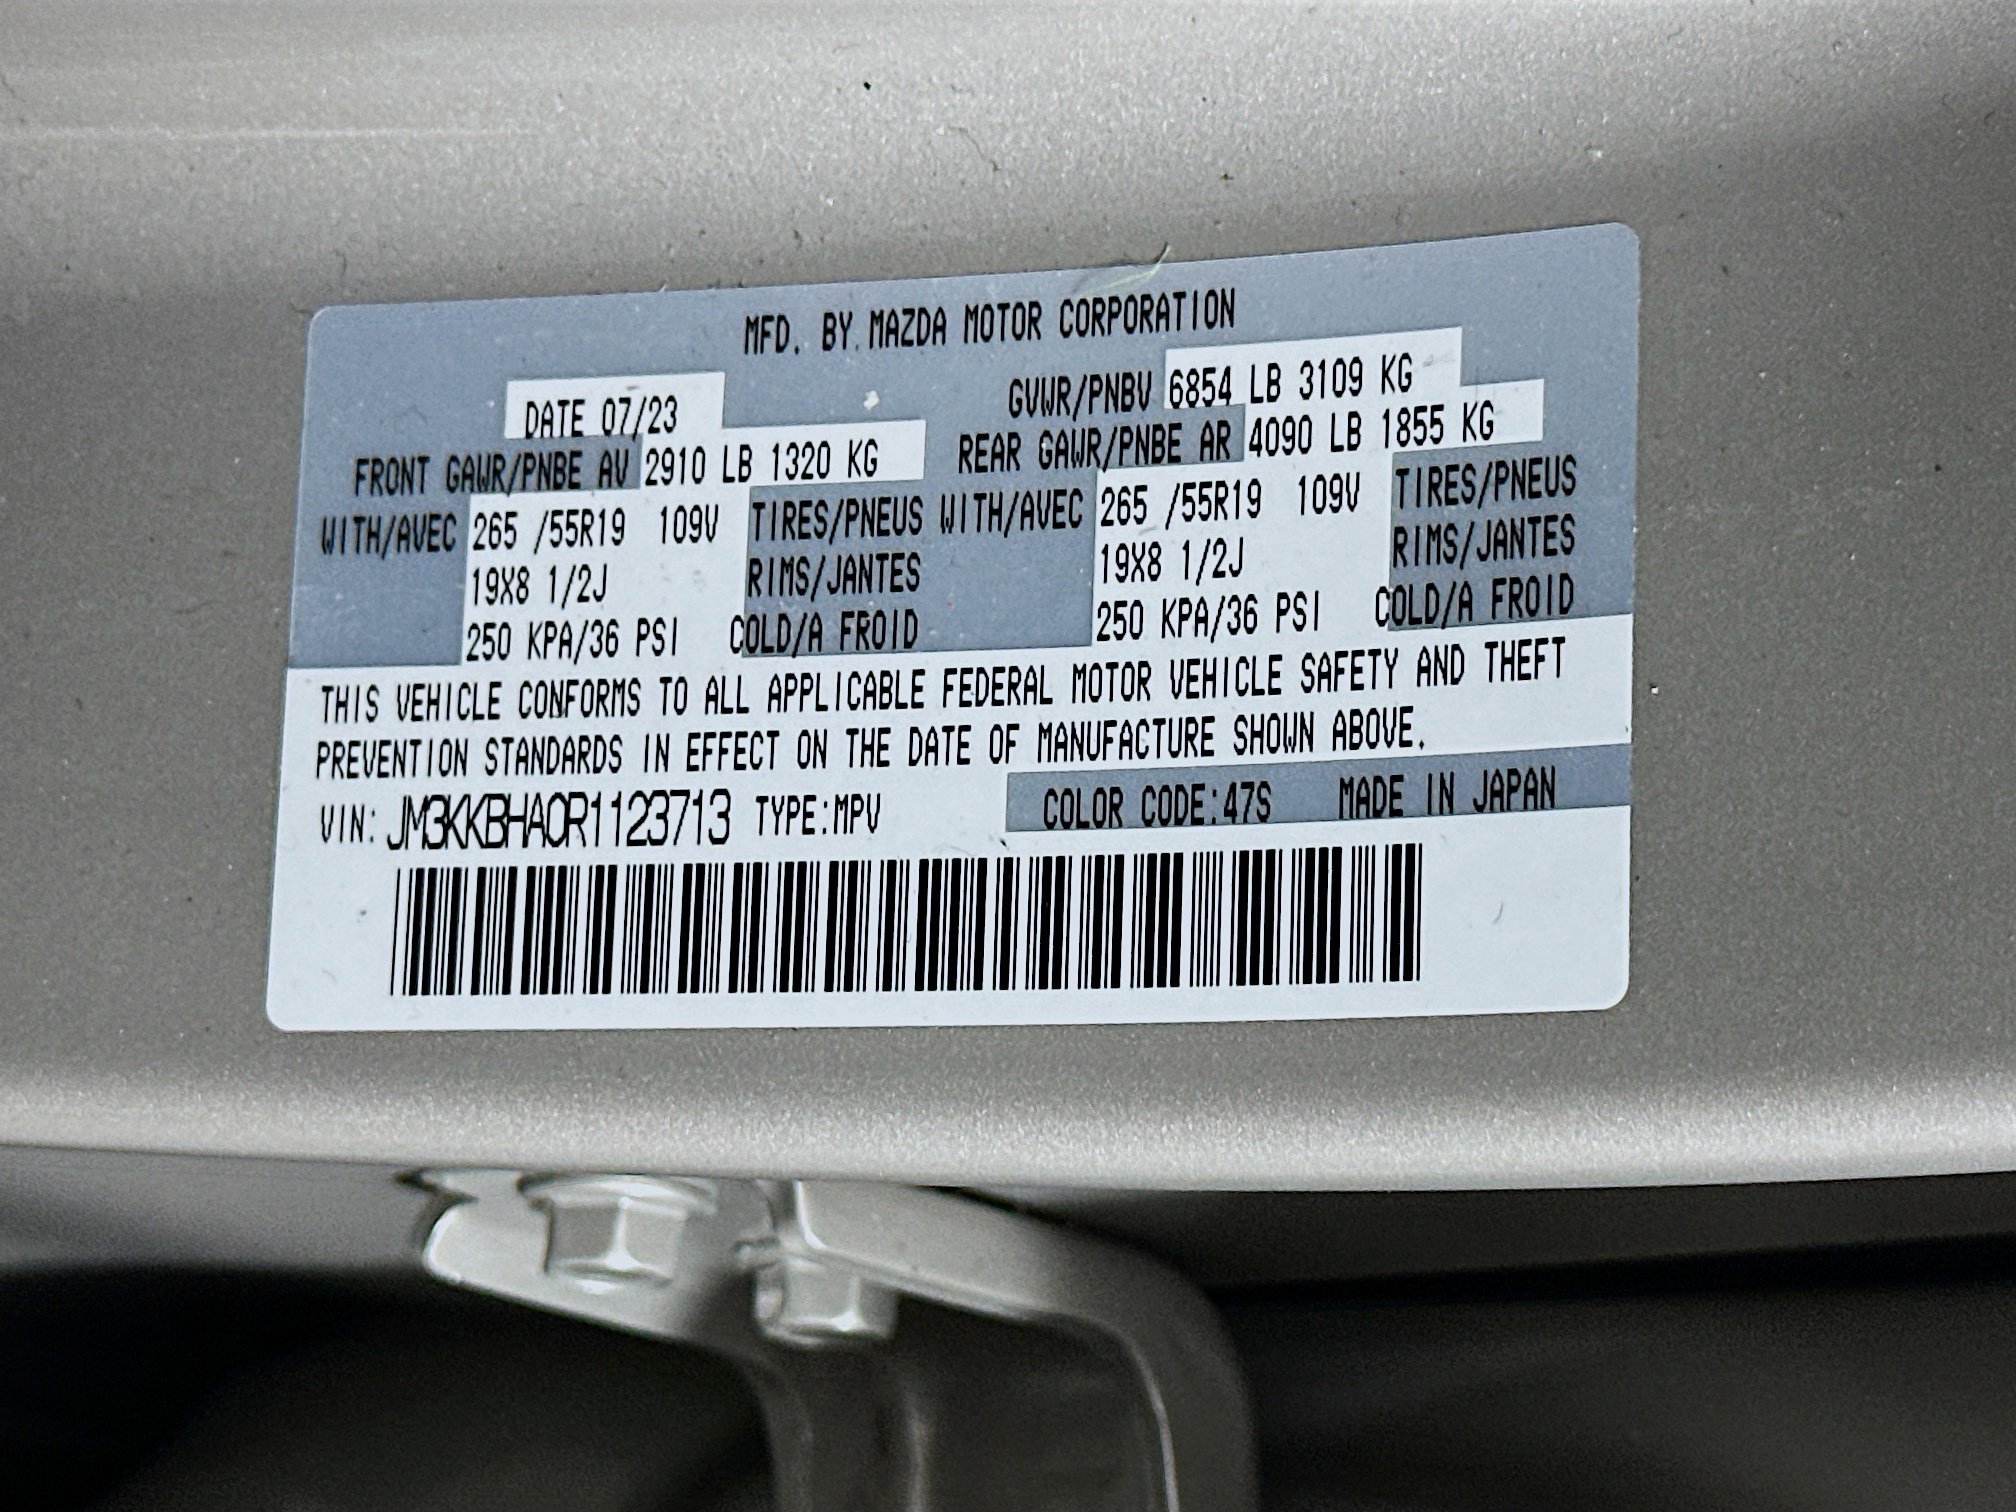 MFD. BY MAZDA MOTOR CORPORATION
DATE 07/23 GVWR/PNBV 6854 LB 3109 KG
FRONT GAWR/PNBE AV 2910 LB 1320 KG REAR GAWR/PNBE AR 4090 LB 1855 KG
WITH/AVEC 265 /55R19 109V TIRES/PNEUS WITH/AVEC 265 /55R19 109V TIRES/PNEUS
19X8 1/2J RIMS/JANTES 19X8 1/2J RIMS/JANTES
250 KPA/36 PSI COLD/A FROID 250 KPA/36 PSI COLD/A FROID
THIS VEHICLE CONFORMS TO ALL APPLICABLE FEDERAL MOTOR VEHICLE SAFETY AND THEFT
PREVENTION STANDARDS IN EFFECT ON THE DATE OF MANUFACTURE SHOWN ABOVE.
VIN: JM3KKBHA0R1123713 TYPE:MPV COLOR CODE:47S MADE IN JAPAN